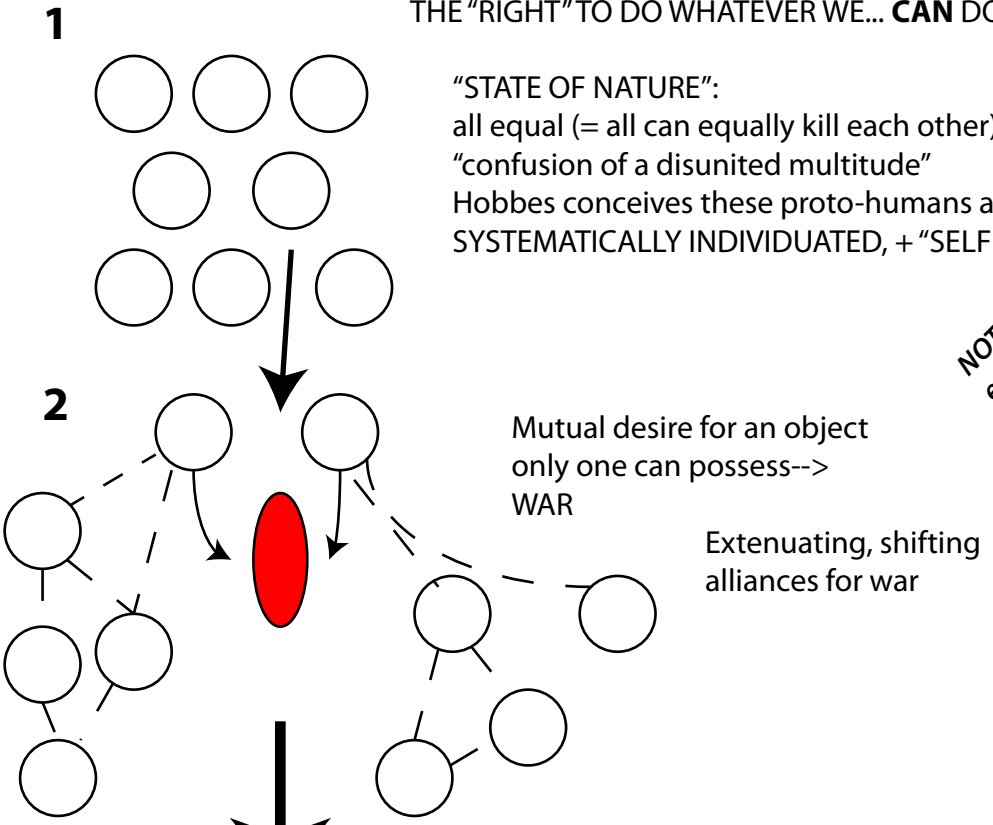 1
THE “RIGHT” TO DO WHATEVER WE... CAN DO
“STATE OF NATURE”:
all equal (= all can equally kill each other)
“confusion of a disunited multitude”
Hobbes conceives these proto-humans a
SYSTEMATICALLY INDIVIDUATED, + “SELF
NOT
2
Mutual desire for an object
only one can possess-->
WAR
Extenuating, shifting
alliances for war